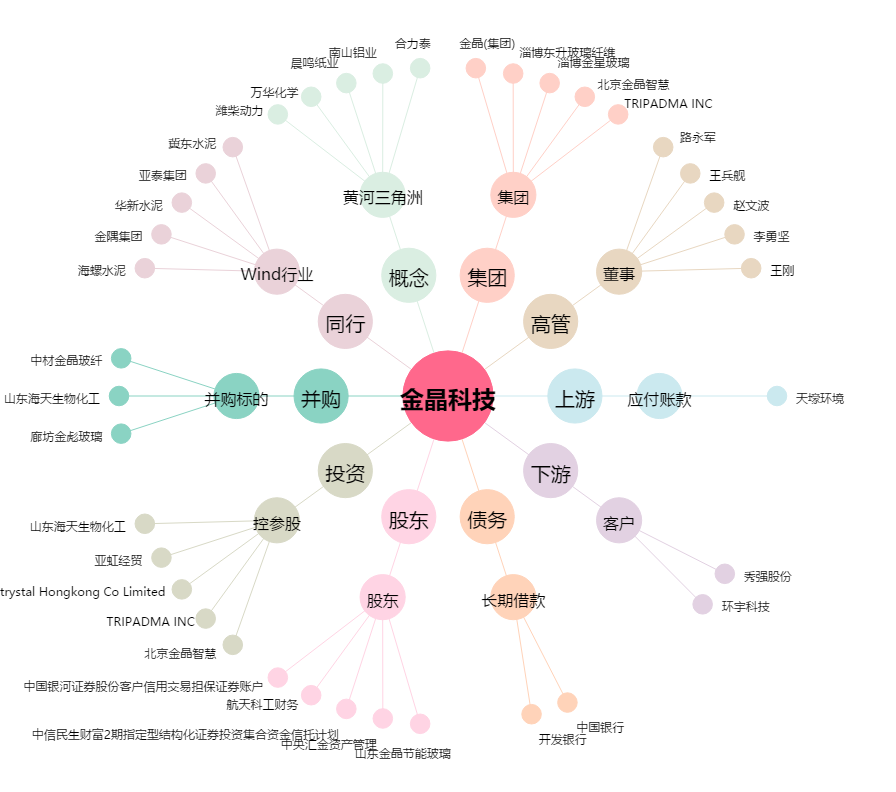 合力泰
南山铝业
晨鸣纸业
万华化学
潍柴动力
黄河三角洲
概念
金晶(集团)
淄博东升玻璃纤维
淄博金星玻璃
北京金晶智慧
TRIPADMA INC
集团
集团
路永军
王兵舰
赵文波
李勇坚
王刚
董事
高管
冀东水泥
亚泰集团
华新水泥
金隅集团
海螺水泥
Wind行业
同行
中材金晶玻纤
山东海天生物化工
廊坊金彪玻璃
并购标的
并购
金晶科技
上游
应付账款
天壕环境
投资
控参股
山东海天生物化工
亚虹经贸
trystal Hongkong Co Limited
TRIPADMA INC
北京金晶智慧
下游
客户
秀强股份
环宇科技
股东
股东
中国银河证券股份客户信用交易担保证券账户
航天科工财务
中信民生财富2期指定型结构化证券投资集合资金信托计划
中央汇金资产管理
山东金晶节能玻璃
债务
长期借款
中国银行
开发银行